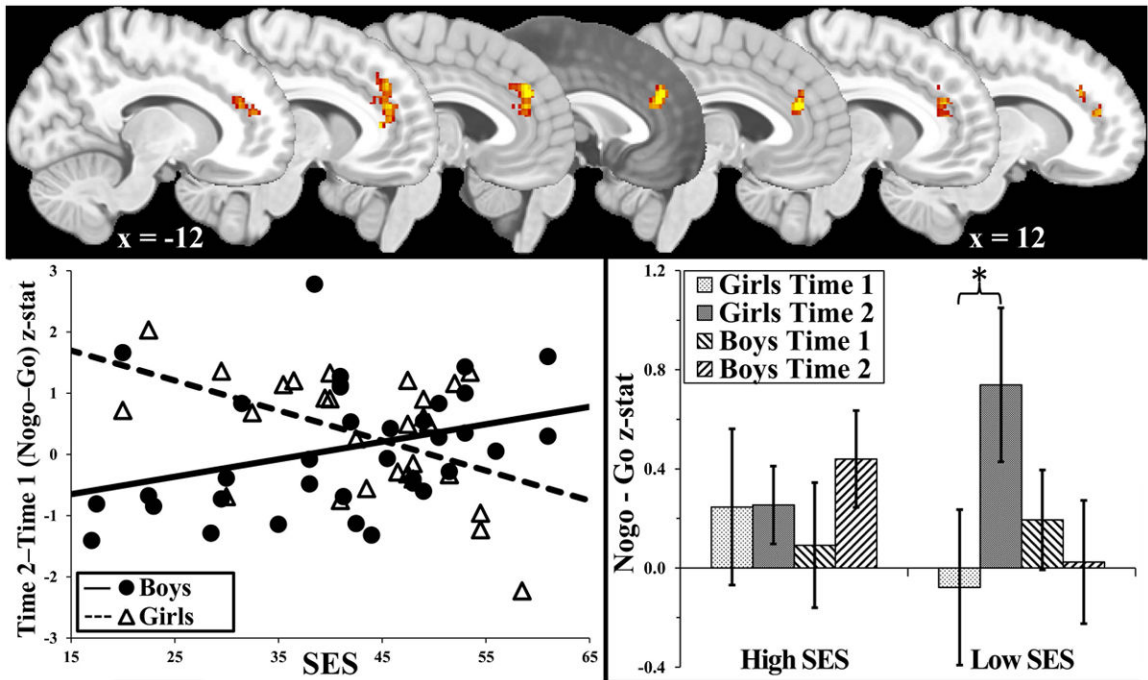 x = -12
x = 12
Time 2–Time 1 (Nogo–Go) z-stat
3
2
1
0
-1
-2
-3
Boys
Girls
15
25
35
45
55
65
SES
Nogo - Go z-stat
1.2
0.8
0.4
0.0
-0.4
Girls Time 1
Girls Time 2
Boys Time 1
Boys Time 2
*
High SES
Low SES